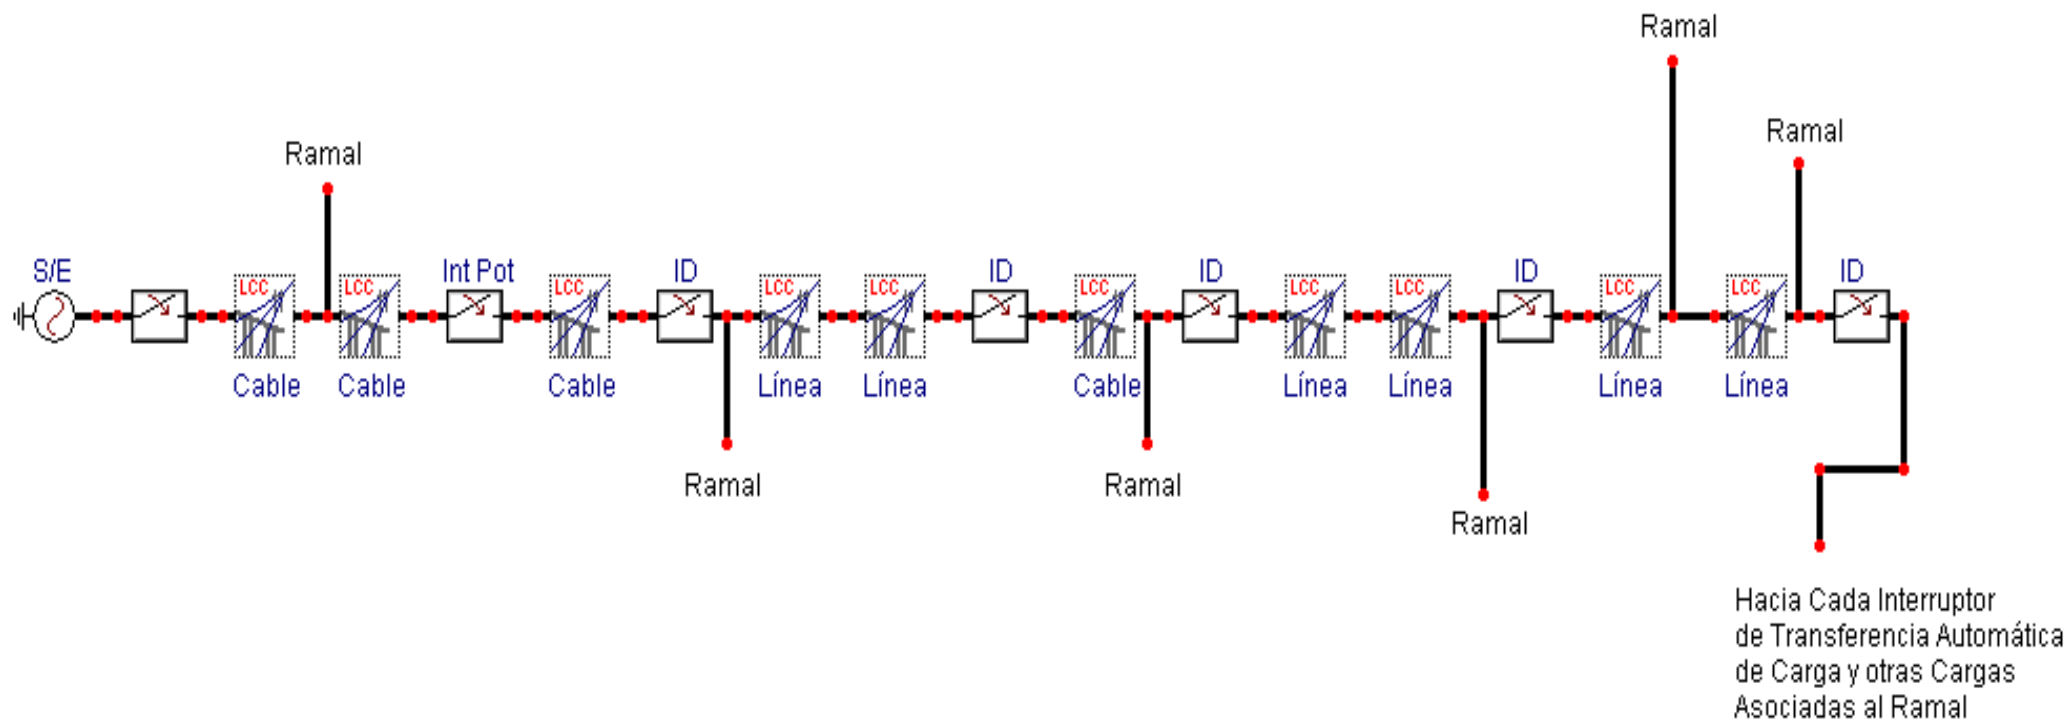 Ramal
Ramal
Ramal
S/E
Int Pot
ID
ID
ID
ID
ID
LCC
LCC
LCC
LCC
LCC
LCC
LCC
LCC
LCC
LCC
Cable
Cable
Cable
Línea
Línea
Cable
Línea
Línea
Línea
Línea
Ramal
Ramal
Ramal
Hacia Cada Interruptor
de Transferencia Automática
de Carga y otras Cargas
Asociadas al Ramal